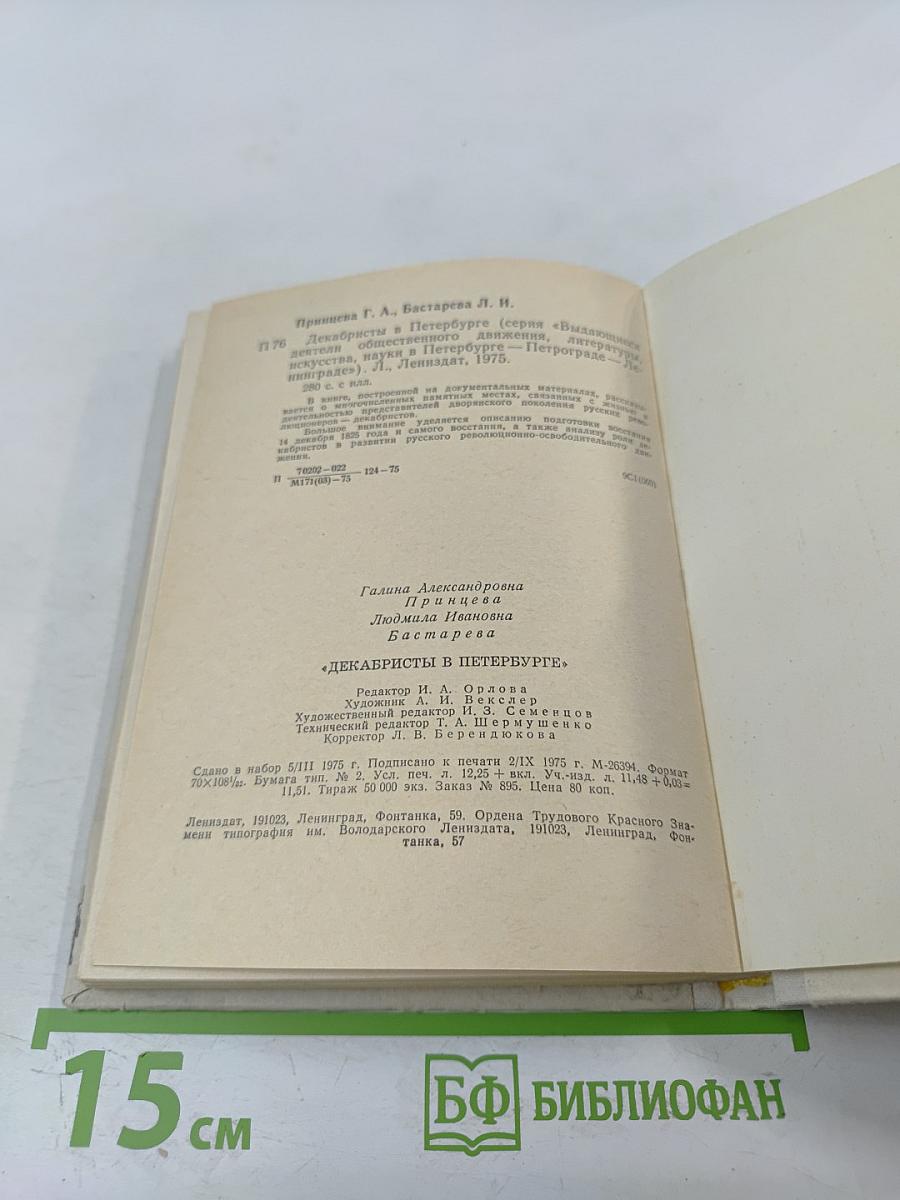 Принцева Г. А., Бастарева Л. И.
П 76 Декабристы в Петербурге (серия «Выдающиеся
деятели общественного движения, литературы,
искусства, науки в Петербурге — Петрограде — Ле-
нинграде»). Л., Лениздат, 1975.
280 с. с илл.
В книге, построенной на документальных материалах, рассказы-
вается о многочисленных памятных местах, связанных с жизнью и
деятельностью представителей дворянского поколения русских рево-
люционеров — декабристов.
Большое внимание уделяется описанию подготовки восстания
14 декабря 1825 года и самого восстания, а также анализу роли де-
кабристов в развитии русского революционно-освободительного дви-
жения.
70202—022
П 124—75
М171(03)—75
9С1(069)
Галина Александровна
Принцева
Людмила Ивановна
Бастарева
«ДЕКАБРИСТЫ В ПЕТЕРБУРГЕ»
Редактор И. А. Орлова
Художник А. И. Векслер
Художественный редактор И. З. Семенцов
Технический редактор Т. А. Шермушенко
Корректор Л. В. Берендюкова
Сдано в набор 5/III 1975 г. Подписано к печати 2/IX 1975 г. М-26394. Формат
70×108¹/₃₂. Бумага тип. № 2. Усл. печ. л. 12,25 + вкл. Уч.-изд. л. 11,48 + 0,03=
11,51. Тираж 50 000 экз. Заказ № 895. Цена 80 коп.
Лениздат, 191023, Ленинград, Фонтанка, 59. Ордена Трудового Красного Зна-
мени типография им. Володарского Лениздата, 191023, Ленинград, Фон-
танка, 57
15 см
БФ БИБЛИОФАН